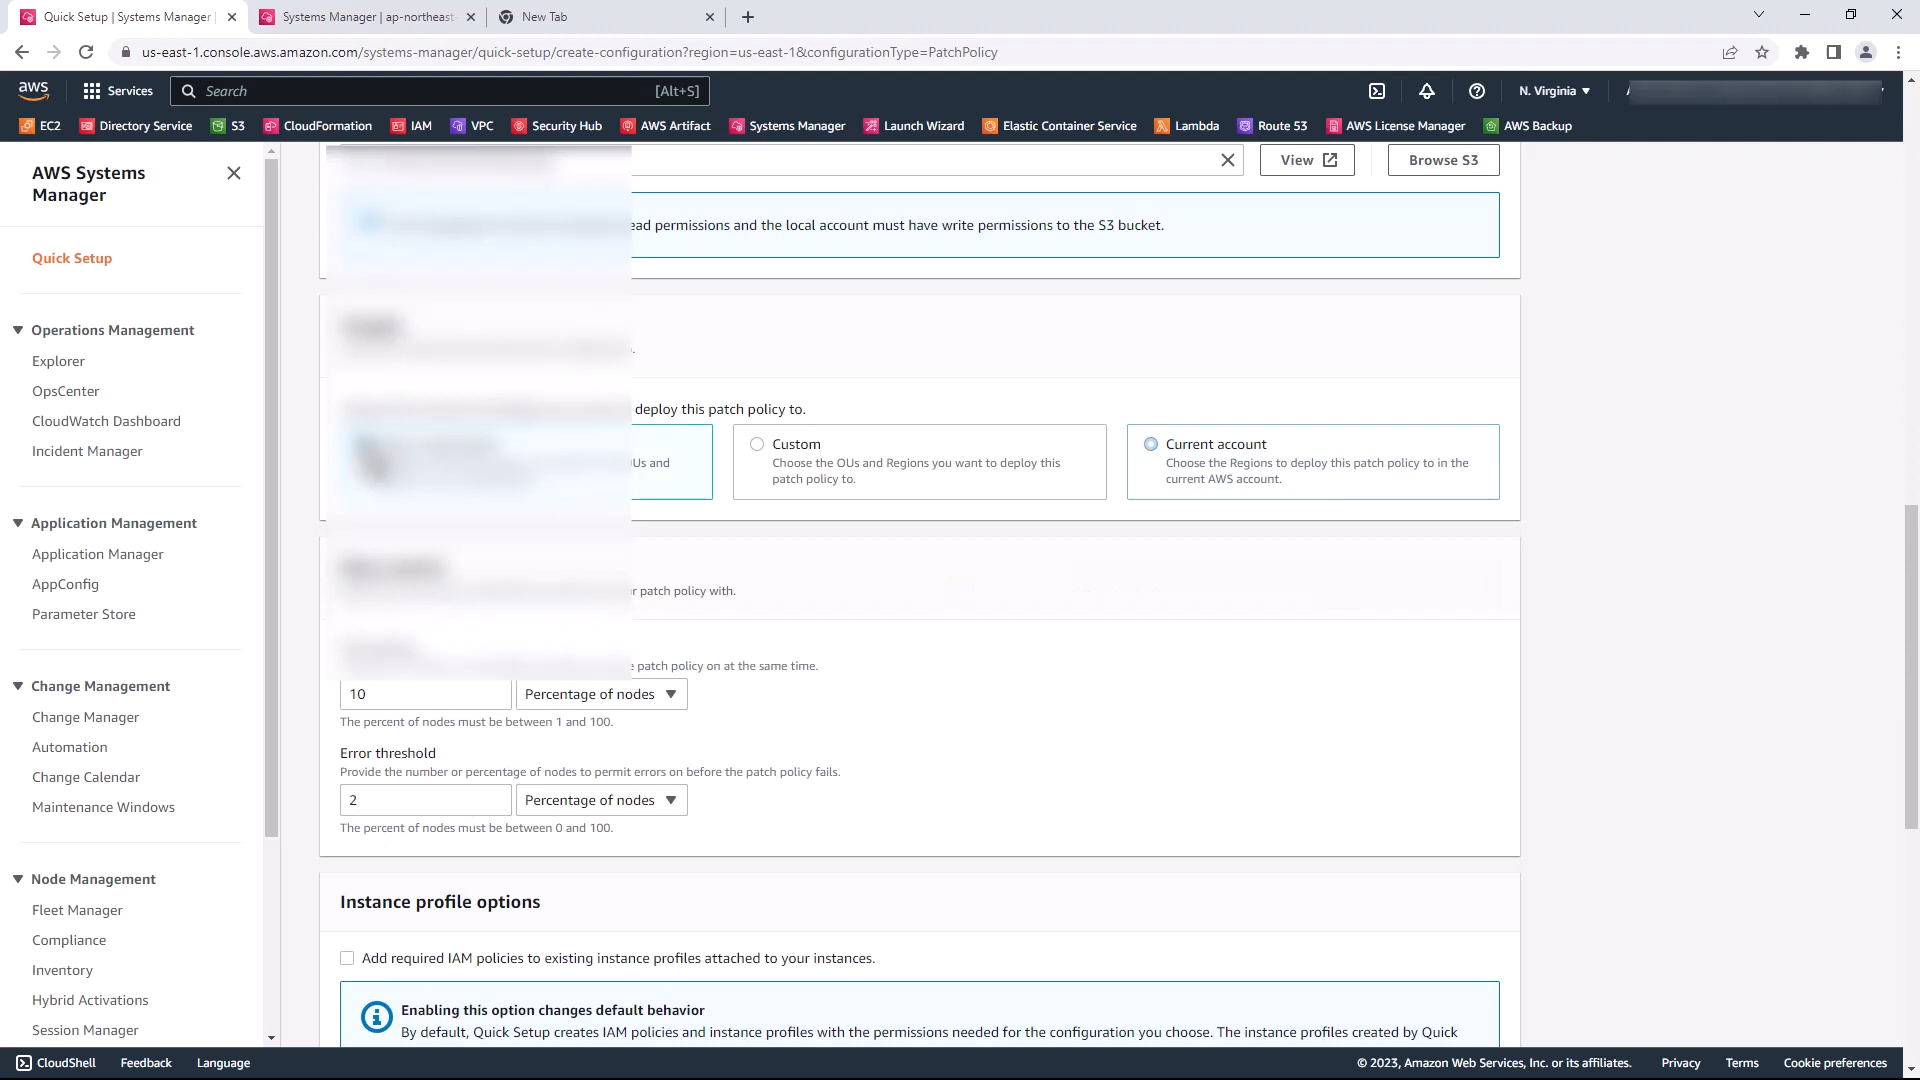 Quick Setup | Systems Manager
Systems Manager | ap-northeast
New Tab
us-east-1.console.aws.amazon.com/systems-manager/quick-setup/create-configuration?region=us-east-1&configurationType=PatchPolicy
aws
Services
Search
[Alt+S]
N. Virginia
EC2
Directory Service
S3
CloudFormation
IAM
VPC
Security Hub
AWS Artifact
Systems Manager
Launch Wizard
Elastic Container Service
Lambda
Route 53
AWS License Manager
AWS Backup
AWS Systems
Manager
Quick Setup
Operations Management
Explorer
OpsCenter
CloudWatch Dashboard
Incident Manager
Application Management
Application Manager
AppConfig
Parameter Store
Change Management
Change Manager
Automation
Change Calendar
Maintenance Windows
Node Management
Fleet Manager
Compliance
Inventory
Hybrid Activations
Session Manager
View
Browse S3
permissions and the local account must have write permissions to the S3 bucket.
deploy this patch policy to.
and
Custom
Choose the OUs and Regions you want to deploy this
patch policy to.
Current account
Choose the Regions to deploy this patch policy to in the
current AWS account.
patch policy with.
patch policy on at the same time.
10
Percentage of nodes
The percent of nodes must be between 1 and 100.
Error threshold
Provide the number or percentage of nodes to permit errors on before the patch policy fails.
2
Percentage of nodes
The percent of nodes must be between 0 and 100.
Instance profile options
Add required IAM policies to existing instance profiles attached to your instances.
Enabling this option changes default behavior
By default, Quick Setup creates IAM policies and instance profiles with the permissions needed for the configuration you choose. The instance profiles created by Quick
CloudShell
Feedback
Language
© 2023, Amazon Web Services, Inc. or its affiliates.
Privacy
Terms
Cookie preferences